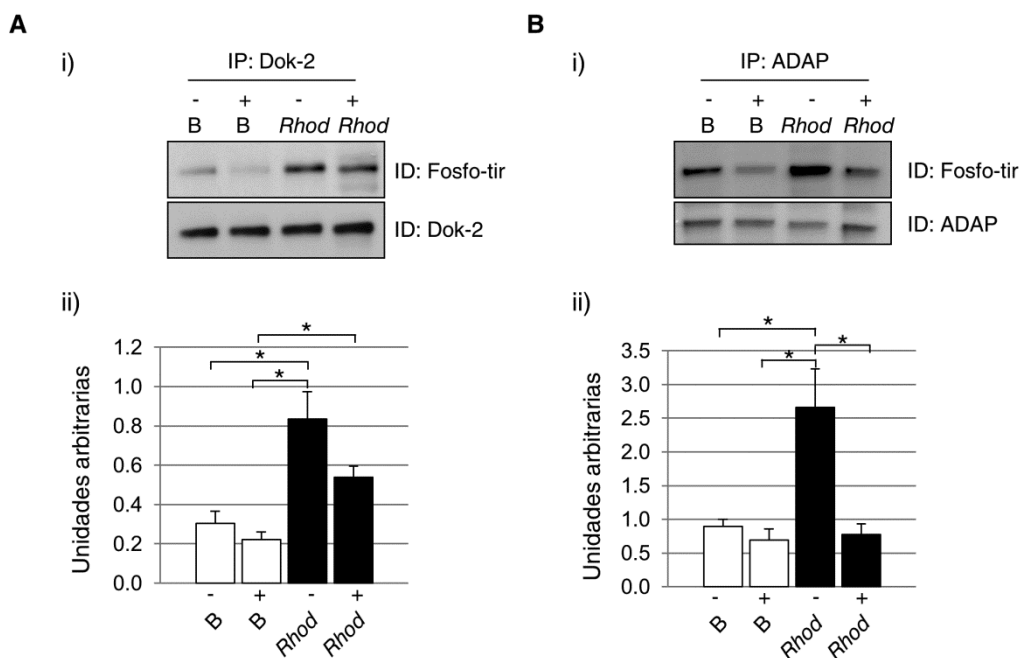 A
i)
IP: Dok-2
- + - +
B B Rhod Rhod
ID: Fosfo-tir
ID: Dok-2
ii)
Unidades arbitrarias
* * *
1.2
1.0
0.8
0.6
0.4
0.2
0.0
- + - +
B B Rhod Rhod
B
i)
IP: ADAP
- + - +
B B Rhod Rhod
ID: Fosfo-tir
ID: ADAP
ii)
Unidades arbitrarias
* * *
3.5
3.0
2.5
2.0
1.5
1.0
0.5
0.0
- + - +
B B Rhod Rhod